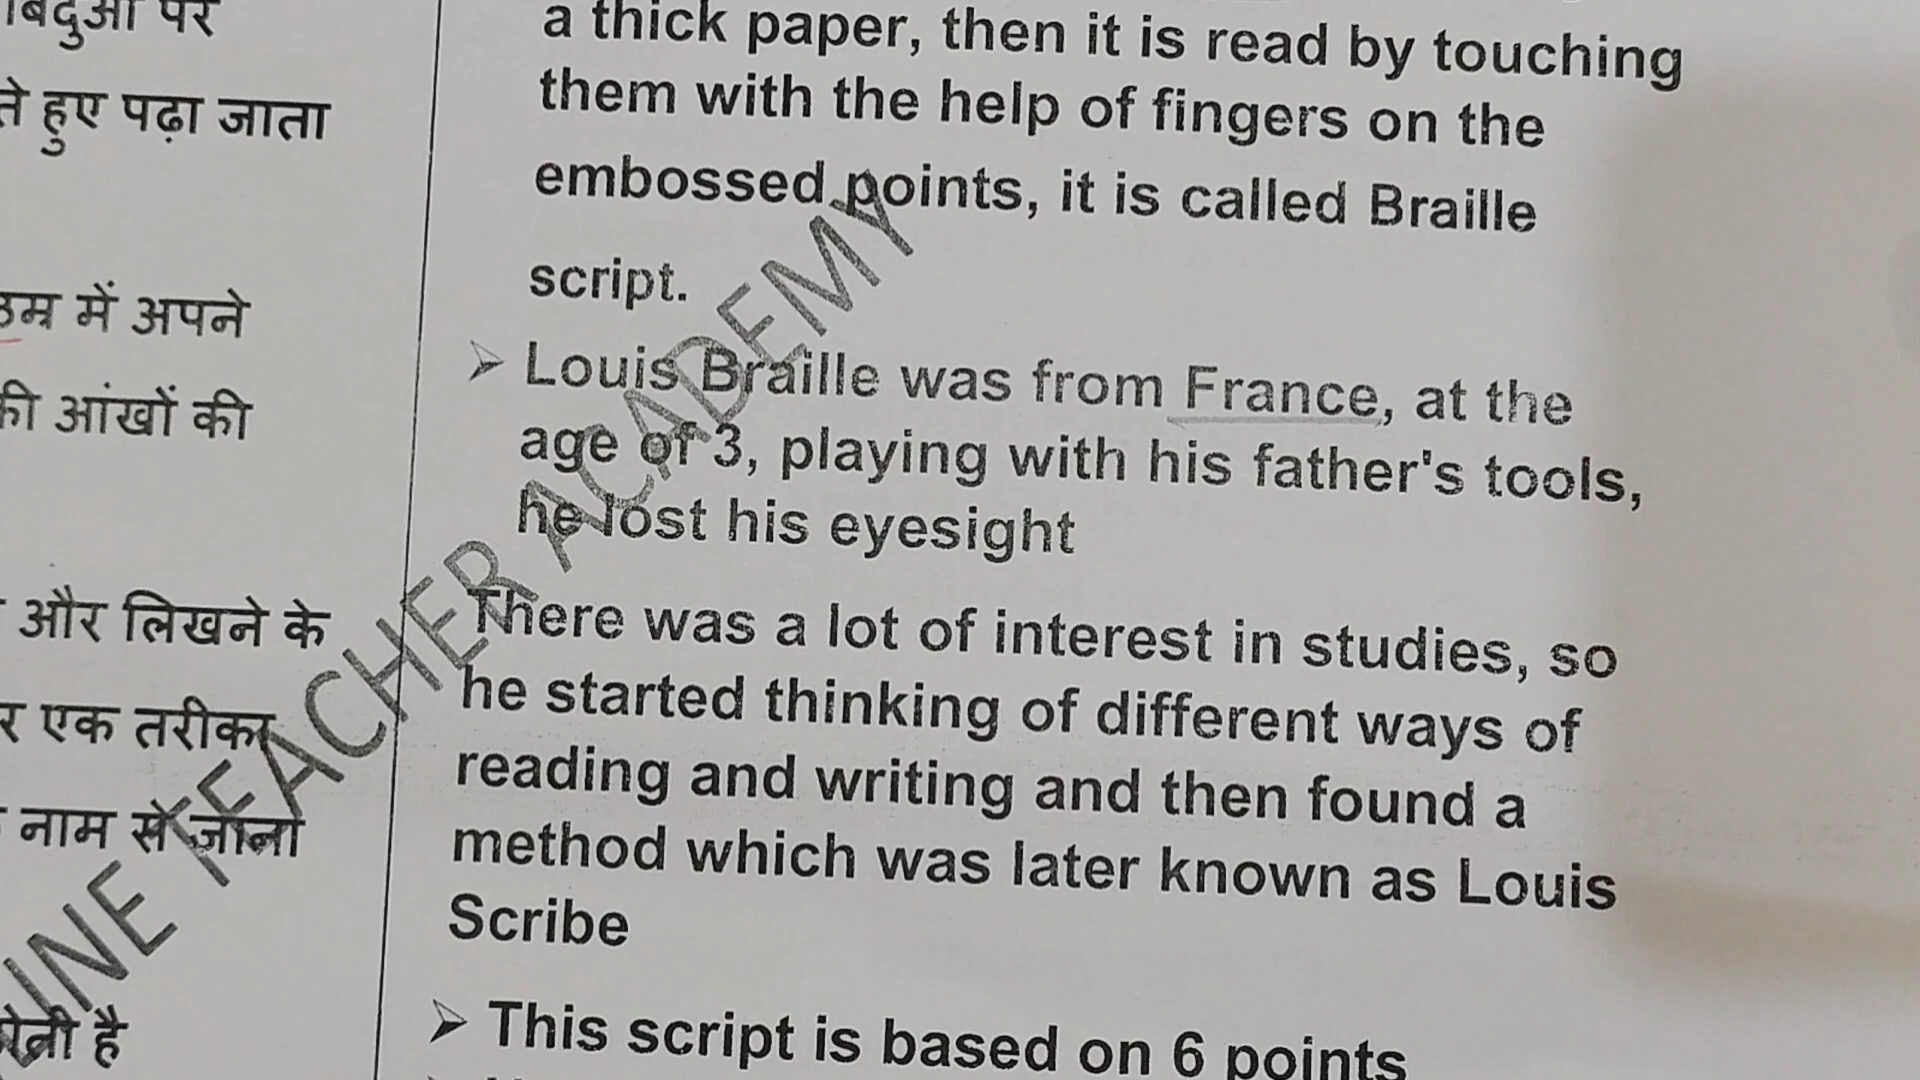 पर
हुए पढ़ा जाता
में अपने
की आंखों की
और लिखने के
एक तरीका
नाम से जाना
है
a thick paper, then it is read by touching
them with the help of fingers on the
embossed points, it is called Braille
script.
➢ Louis Braille was from France, at the
age of 3, playing with his father's tools,
he lost his eyesight
There was a lot of interest in studies, so
he started thinking of different ways of
reading and writing and then found a
method which was later known as Louis
Scribe
➢ This script is based on 6 points
TEACHER ACADEMY